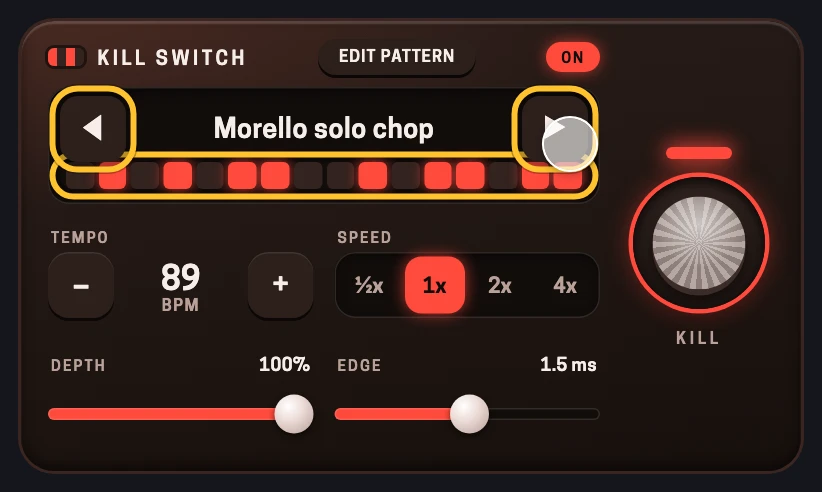 KILL SWITCH
EDIT PATTERN
ON
Morello solo chop
TEMPO
SPEED
− 89 +
BPM
½x 1x 2x 4x
KILL
DEPTH 100%
EDGE 1.5 ms